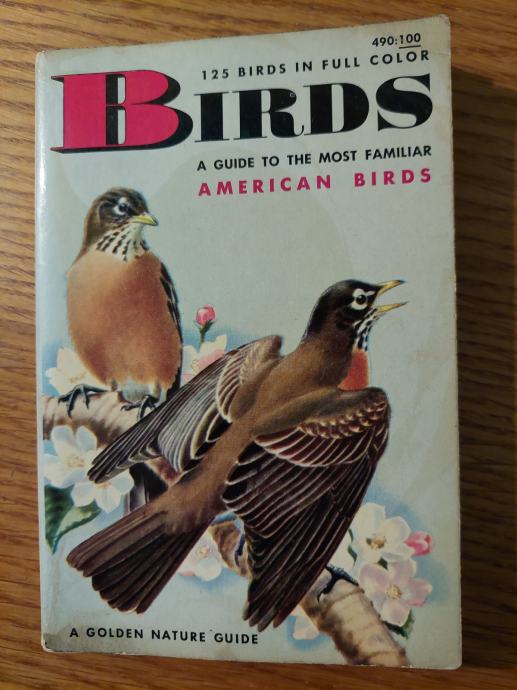 490:100
125 BIRDS IN FULL COLOR
BIRDS
A GUIDE TO THE MOST FAMILIAR
AMERICAN BIRDS
A GOLDEN NATURE GUIDE